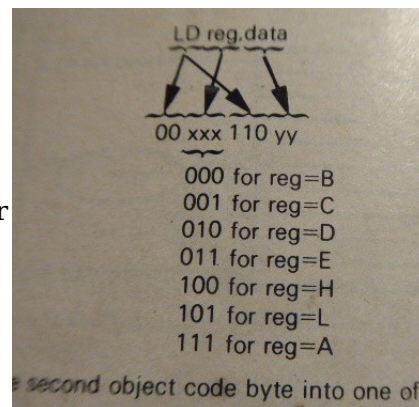 LD reg,data
00 xxx 110 yy
000 for reg=B
001 for reg=C
010 for reg=D
011 for reg=E
100 for reg=H
101 for reg=L
111 for reg=A
second object code byte into one of